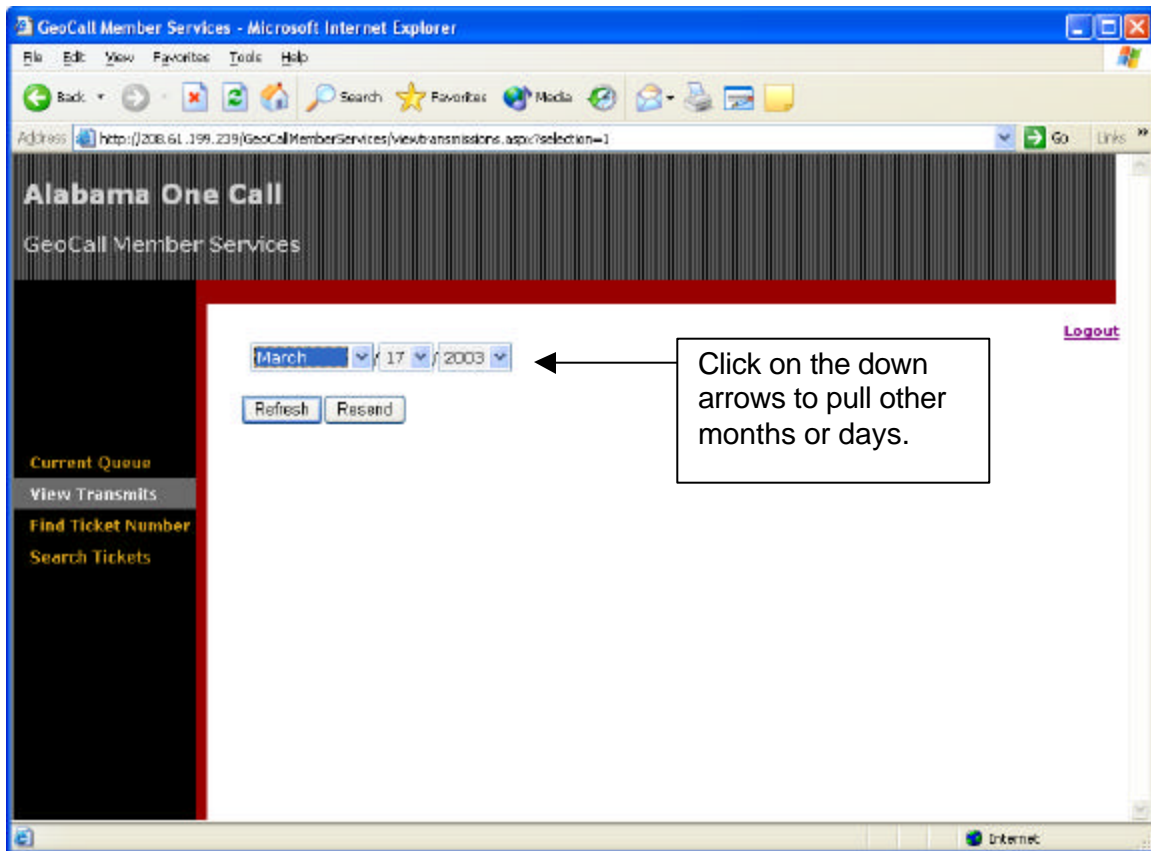 GeoCall Member Services - Microsoft Internet Explorer
File Edit View Favorites Tools Help
Back Search Favorites Media
Address http://208.61.199.239/GeoCallMemberServices/viewtransmissions.aspx?selection=1 Go Links »
Alabama One Call
GeoCall Member Services
Logout
March / 17 / 2003
Refresh Resend
Click on the down
arrows to pull other
months or days.
Current Queue
View Transmits
Find Ticket Number
Search Tickets
Internet